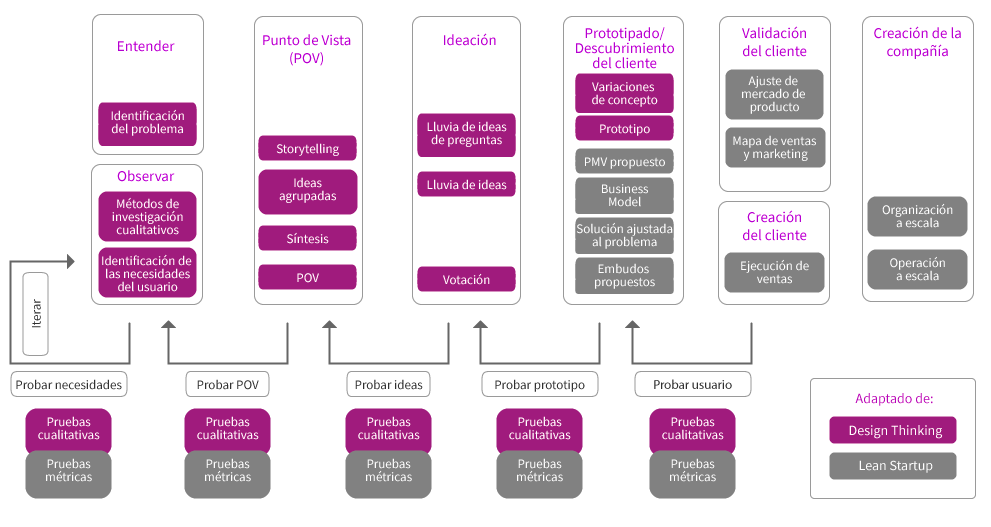 Entender
Identificación
del problema
Observar
Métodos de
investigación
cualitativos
Identificación de
las necesidades
del usuario
Punto de Vista
(POV)
Storytelling
Ideas
agrupadas
Síntesis
POV
Ideación
Lluvia de ideas
de preguntas
Lluvia de ideas
Votación
Prototipado/
Descubrimiento
del cliente
Variaciones
de concepto
Prototipo
PMV propuesto
Business
Model
Solución ajustada
al problema
Embudos
propuestos
Validación
del cliente
Ajuste de
mercado de
producto
Mapa de ventas
y marketing
Creación
del cliente
Ejecución de
ventas
Creación de la
compañía
Organización
a escala
Operación
a escala
Iterar
Probar necesidades
Probar POV
Probar ideas
Probar prototipo
Probar usuario
Pruebas
cualitativas
Pruebas
métricas
Pruebas
cualitativas
Pruebas
métricas
Pruebas
cualitativas
Pruebas
métricas
Pruebas
cualitativas
Pruebas
métricas
Pruebas
cualitativas
Pruebas
métricas
Adaptado de:
Design Thinking
Lean Startup